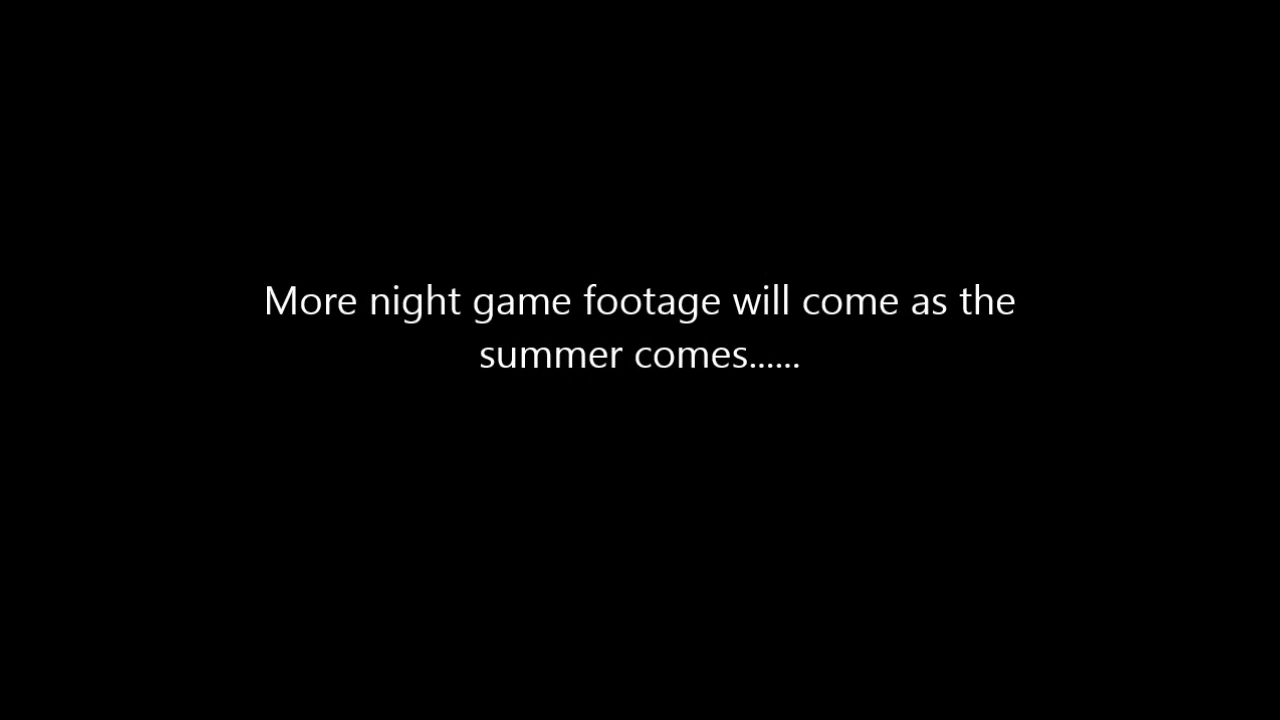 More night game footage will come as the
summer comes......